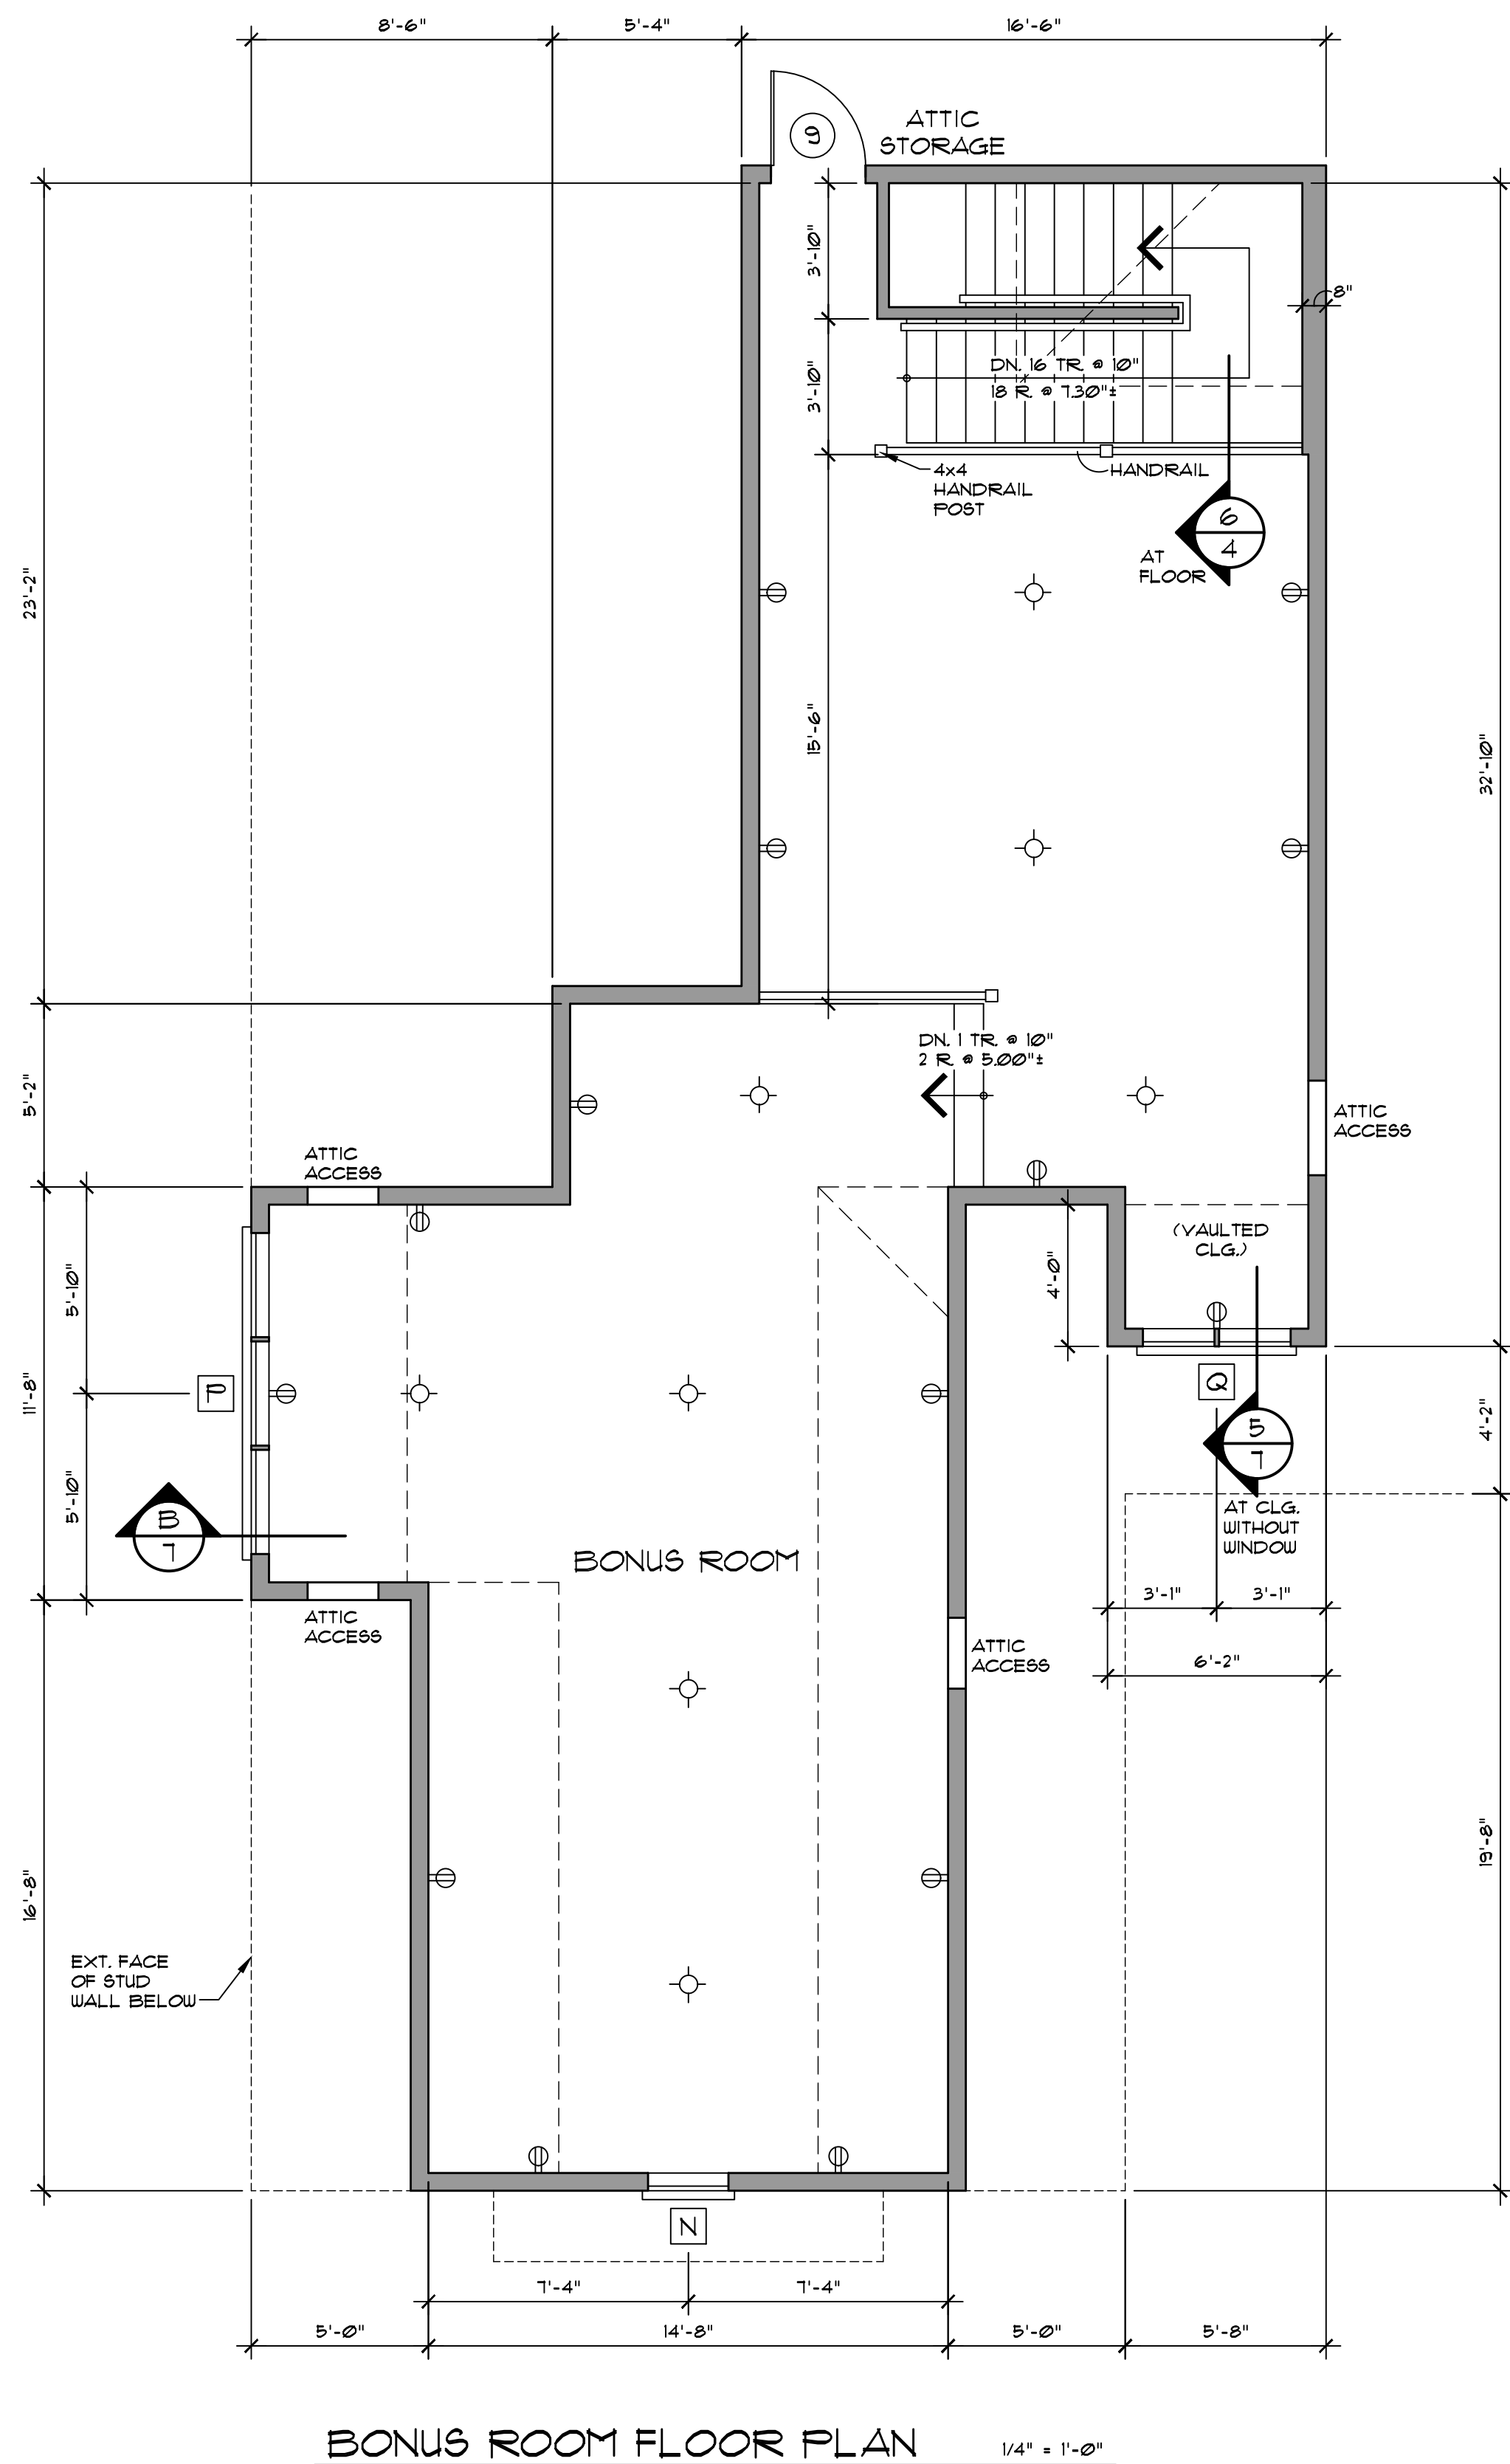 8'-6"
5'-4"
16'-6"
9
ATTIC
STORAGE
3'-10"
8"
3'-10"
DN. 16 TR. @ 10"
18 R. @ 7.30"±
4x4
HANDRAIL
POST
HANDRAIL
6
4
AT
FLOOR
23'-2"
15'-6"
32'-10"
DN. 1 TR. @ 10"
2 R. @ 5.00"±
5'-2"
ATTIC
ACCESS
ATTIC
ACCESS
(VAULTED
CLG.)
4'-0"
5'-10"
11'-8"
P
Q
5
7
4'-2"
5'-10"
B
7
AT CLG.
WITHOUT
WINDOW
BONUS ROOM
3'-1"
3'-1"
ATTIC
ACCESS
ATTIC
ACCESS
6'-2"
16'-8"
19'-8"
EXT. FACE
OF STUD
WALL BELOW
N
7'-4"
7'-4"
5'-0"
14'-8"
5'-0"
5'-8"
BONUS ROOM FLOOR PLAN
1/4" = 1'-0"